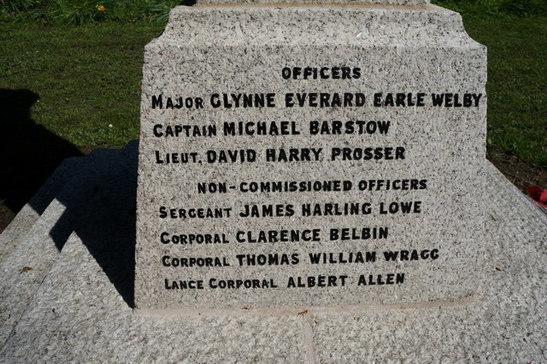 OFFICERS
MAJOR GLYNNE EVERARD EARLE WELBY
CAPTAIN MICHAEL BARSTOW
LIEUT. DAVID HARRY PROSSER
NON-COMMISSIONED OFFICERS
SERGEANT JAMES HARLING LOWE
CORPORAL CLARENCE BELBIN
CORPORAL THOMAS WILLIAM WRAGG
LANCE CORPORAL ALBERT ALLEN